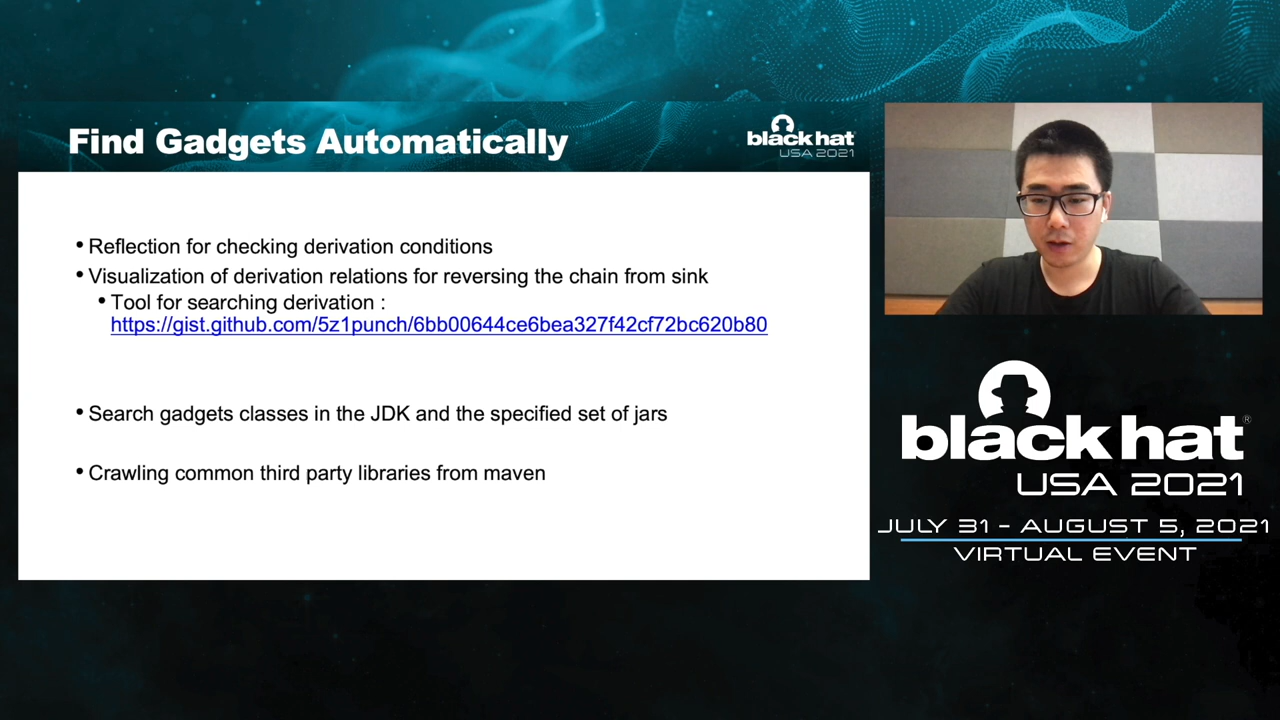 Find Gadgets Automatically
black hat
USA 2021
• Reflection for checking derivation conditions
• Visualization of derivation relations for reversing the chain from sink
• Tool for searching derivation :
https://gist.github.com/5z1punch/6bb00644ce6bea327f42cf72bc620b80
• Search gadgets classes in the JDK and the specified set of jars
• Crawling common third party libraries from maven
black hat®
USA 2021
JULY 31 – AUGUST 5, 2021
VIRTUAL EVENT